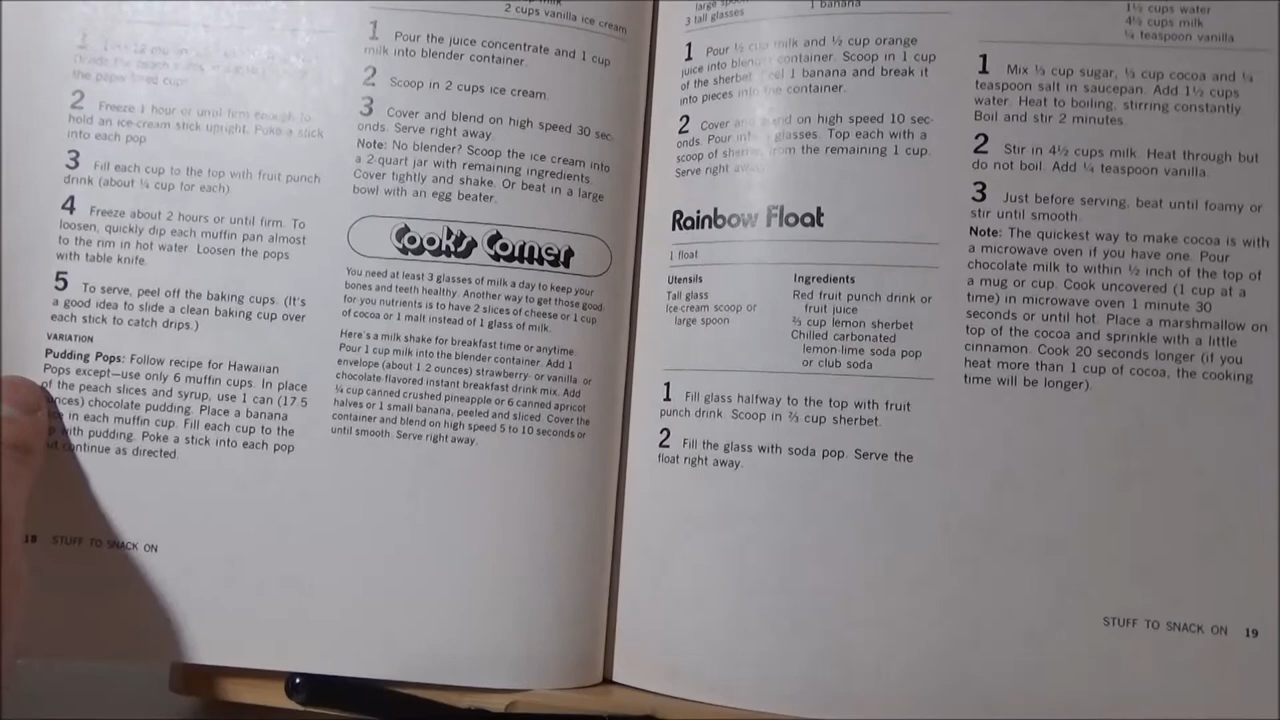 the paper lined cups
2 Freeze 1 hour or until firm enough to
hold an ice-cream stick upright. Poke a stick
into each pop
3 Fill each cup to the top with fruit punch
drink (about ¼ cup for each)
4 Freeze about 2 hours or until firm. To
loosen, quickly dip each muffin pan almost
to the rim in hot water. Loosen the pops
with table knife.
5 To serve, peel off the baking cups. (It's
a good idea to slide a clean baking cup over
each stick to catch drips.)
VARIATION
Pudding Pops: Follow recipe for Hawaiian
Pops except—use only 6 muffin cups. In place
of the peach slices and syrup, use 1 can (17.5
ounces) chocolate pudding. Place a banana
in each muffin cup. Fill each cup to the
with pudding. Poke a stick into each pop
continue as directed.
18 STUFF TO SNACK ON
milk
2 cups vanilla ice cream
1 Pour the juice concentrate and 1 cup
milk into blender container.
2 Scoop in 2 cups ice cream.
3 Cover and blend on high speed 30 sec-
onds. Serve right away.
Note: No blender? Scoop the ice cream into
a 2-quart jar with remaining ingredients.
Cover tightly and shake. Or beat in a large
bowl with an egg beater.
Cook's Corner
You need at least 3 glasses of milk a day to keep your
bones and teeth healthy. Another way to get those good-
for you nutrients is to have 2 slices of cheese or 1 cup
of cocoa or 1 malt instead of 1 glass of milk.
Here's a milk shake for breakfast time or anytime.
Pour 1 cup milk into the blender container. Add 1
envelope (about 1.2 ounces) strawberry- or vanilla- or
chocolate flavored instant breakfast drink mix. Add
¼ cup canned crushed pineapple or 6 canned apricot
halves or 1 small banana, peeled and sliced. Cover the
container and blend on high speed 5 to 10 seconds or
until smooth. Serve right away.
large
3 tall glasses
1 banana
1 Pour ½ cup milk and ½ cup orange
juice into blender container. Scoop in 1 cup
of the sherbet. Peel 1 banana and break it
into pieces into the container.
2 Cover and blend on high speed 10 sec-
onds. Pour into glasses. Top each with a
scoop of sherbet from the remaining 1 cup.
Serve right away.
Rainbow Float
1 float
Utensils
Tall glass
Ice-cream scoop or
large spoon
Ingredients
Red fruit punch drink or
fruit juice
⅔ cup lemon sherbet
Chilled carbonated
lemon-lime soda pop
or club soda
1 Fill glass halfway to the top with fruit
punch drink. Scoop in ⅔ cup sherbet.
2 Fill the glass with soda pop. Serve the
float right away.
1½ cups water
4½ cups milk
¼ teaspoon vanilla
1 Mix ⅓ cup sugar, ⅓ cup cocoa and ¼
teaspoon salt in saucepan. Add 1½ cups
water. Heat to boiling, stirring constantly.
Boil and stir 2 minutes.
2 Stir in 4½ cups milk. Heat through but
do not boil. Add ¼ teaspoon vanilla.
3 Just before serving, beat until foamy or
stir until smooth.
Note: The quickest way to make cocoa is with
a microwave oven if you have one. Pour
chocolate milk to within ½ inch of the top of
a mug or cup. Cook uncovered (1 cup at a
time) in microwave oven 1 minute 30
seconds or until hot. Place a marshmallow on
top of the cocoa and sprinkle with a little
cinnamon. Cook 20 seconds longer (if you
heat more than 1 cup of cocoa, the cooking
time will be longer).
STUFF TO SNACK ON 19